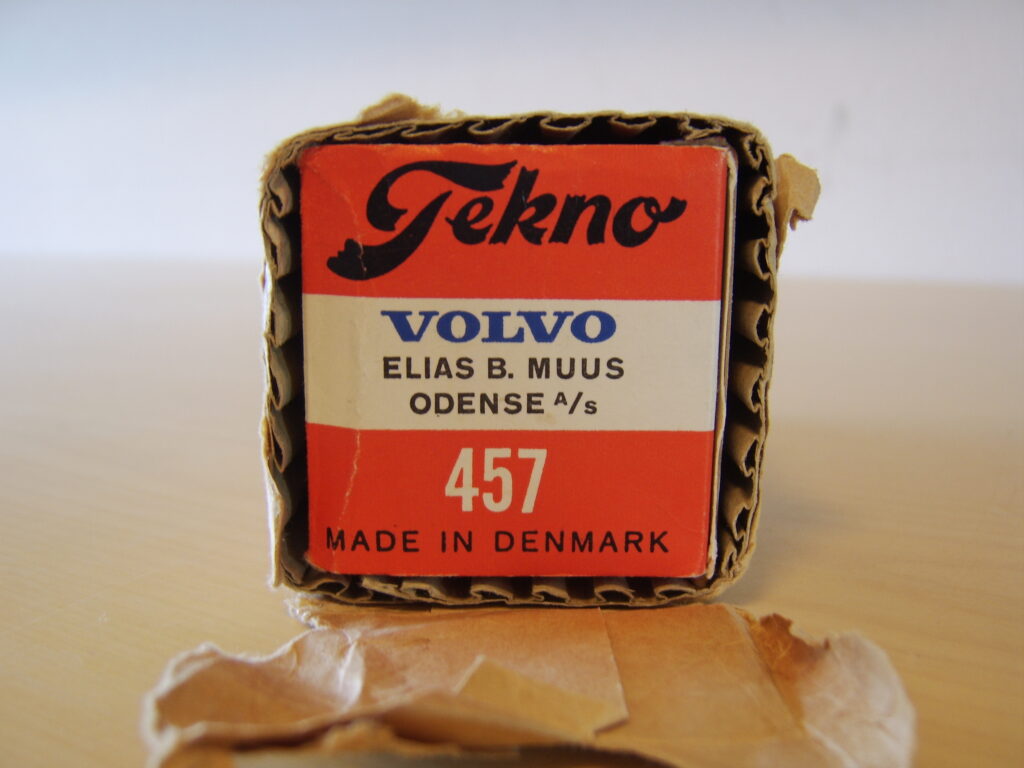 Tekno
VOLVO
ELIAS B. MUUS
ODENSE A/s
457
MADE IN DENMARK